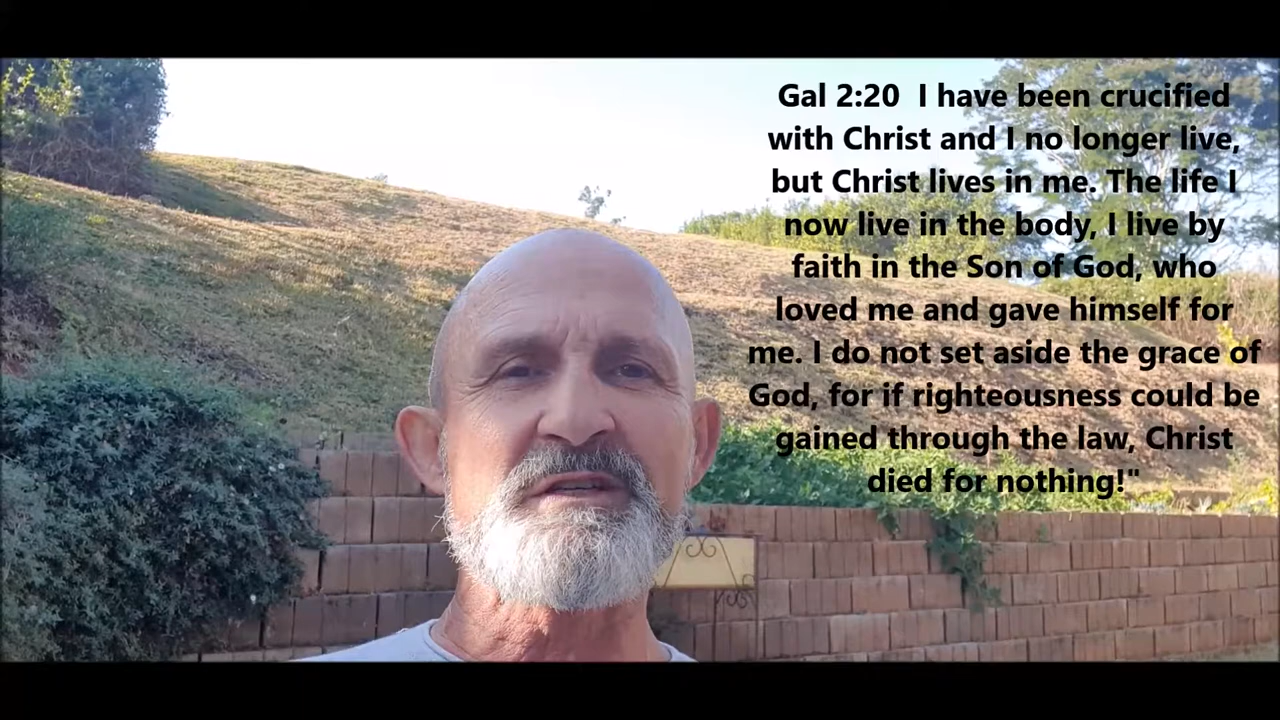 Gal 2:20  I have been crucified
with Christ and I no longer live,
but Christ lives in me. The life I
now live in the body, I live by
faith in the Son of God, who
loved me and gave himself for
me. I do not set aside the grace of
God, for if righteousness could be
gained through the law, Christ
died for nothing!"